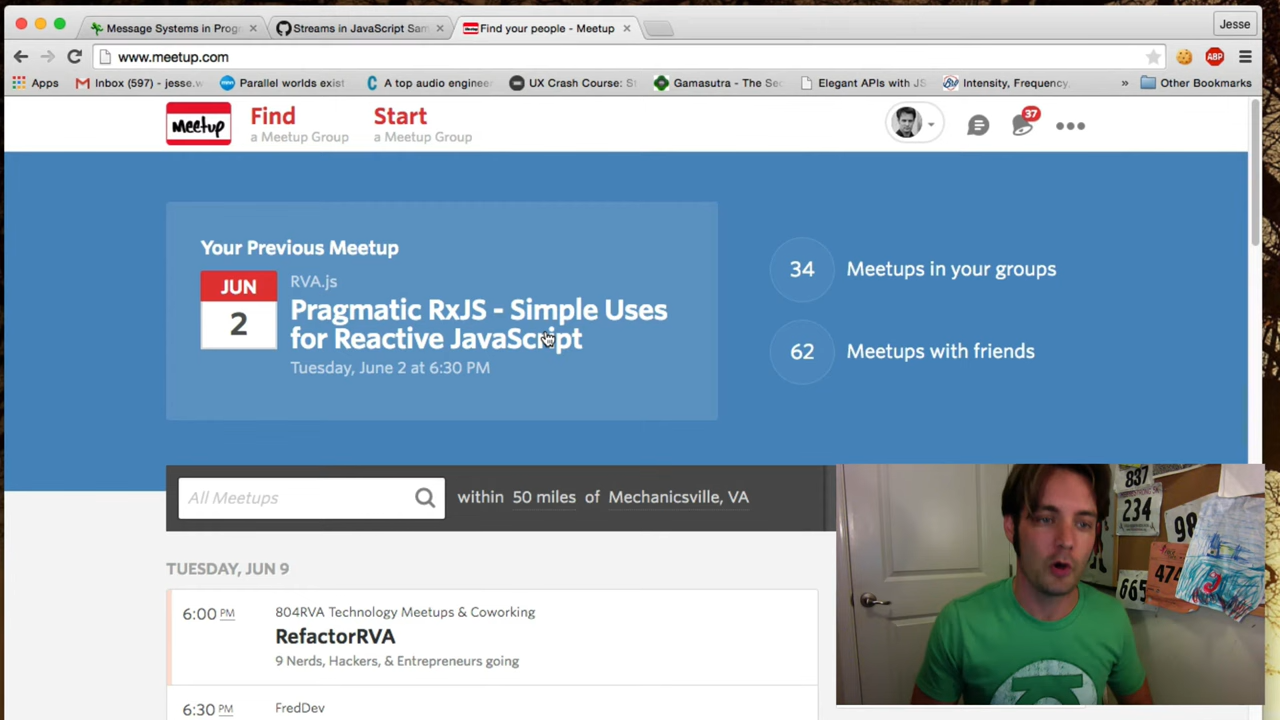 Message Systems in Prog
Streams in JavaScript Sam
Find your people - Meetup
Jesse
www.meetup.com
ABP
Apps
Inbox (597) - jesse.w
Parallel worlds exist
A top audio enginee
UX Crash Course: St
Gamasutra - The Sec
Elegant APIs with JS
Intensity, Frequency,
»
Other Bookmarks
Meetup
Find
a Meetup Group
Start
a Meetup Group
37
Your Previous Meetup
JUN
2
RVA.js
Pragmatic RxJS - Simple Uses
for Reactive JavaScript
Tuesday, June 2 at 6:30 PM
34
Meetups in your groups
62
Meetups with friends
All Meetups
within 50 miles of Mechanicsville, VA
TUESDAY, JUN 9
6:00 PM
804RVA Technology Meetups & Coworking
RefactorRVA
9 Nerds, Hackers, & Entrepreneurs going
6:30 PM
FredDev
837
234
98
474
665